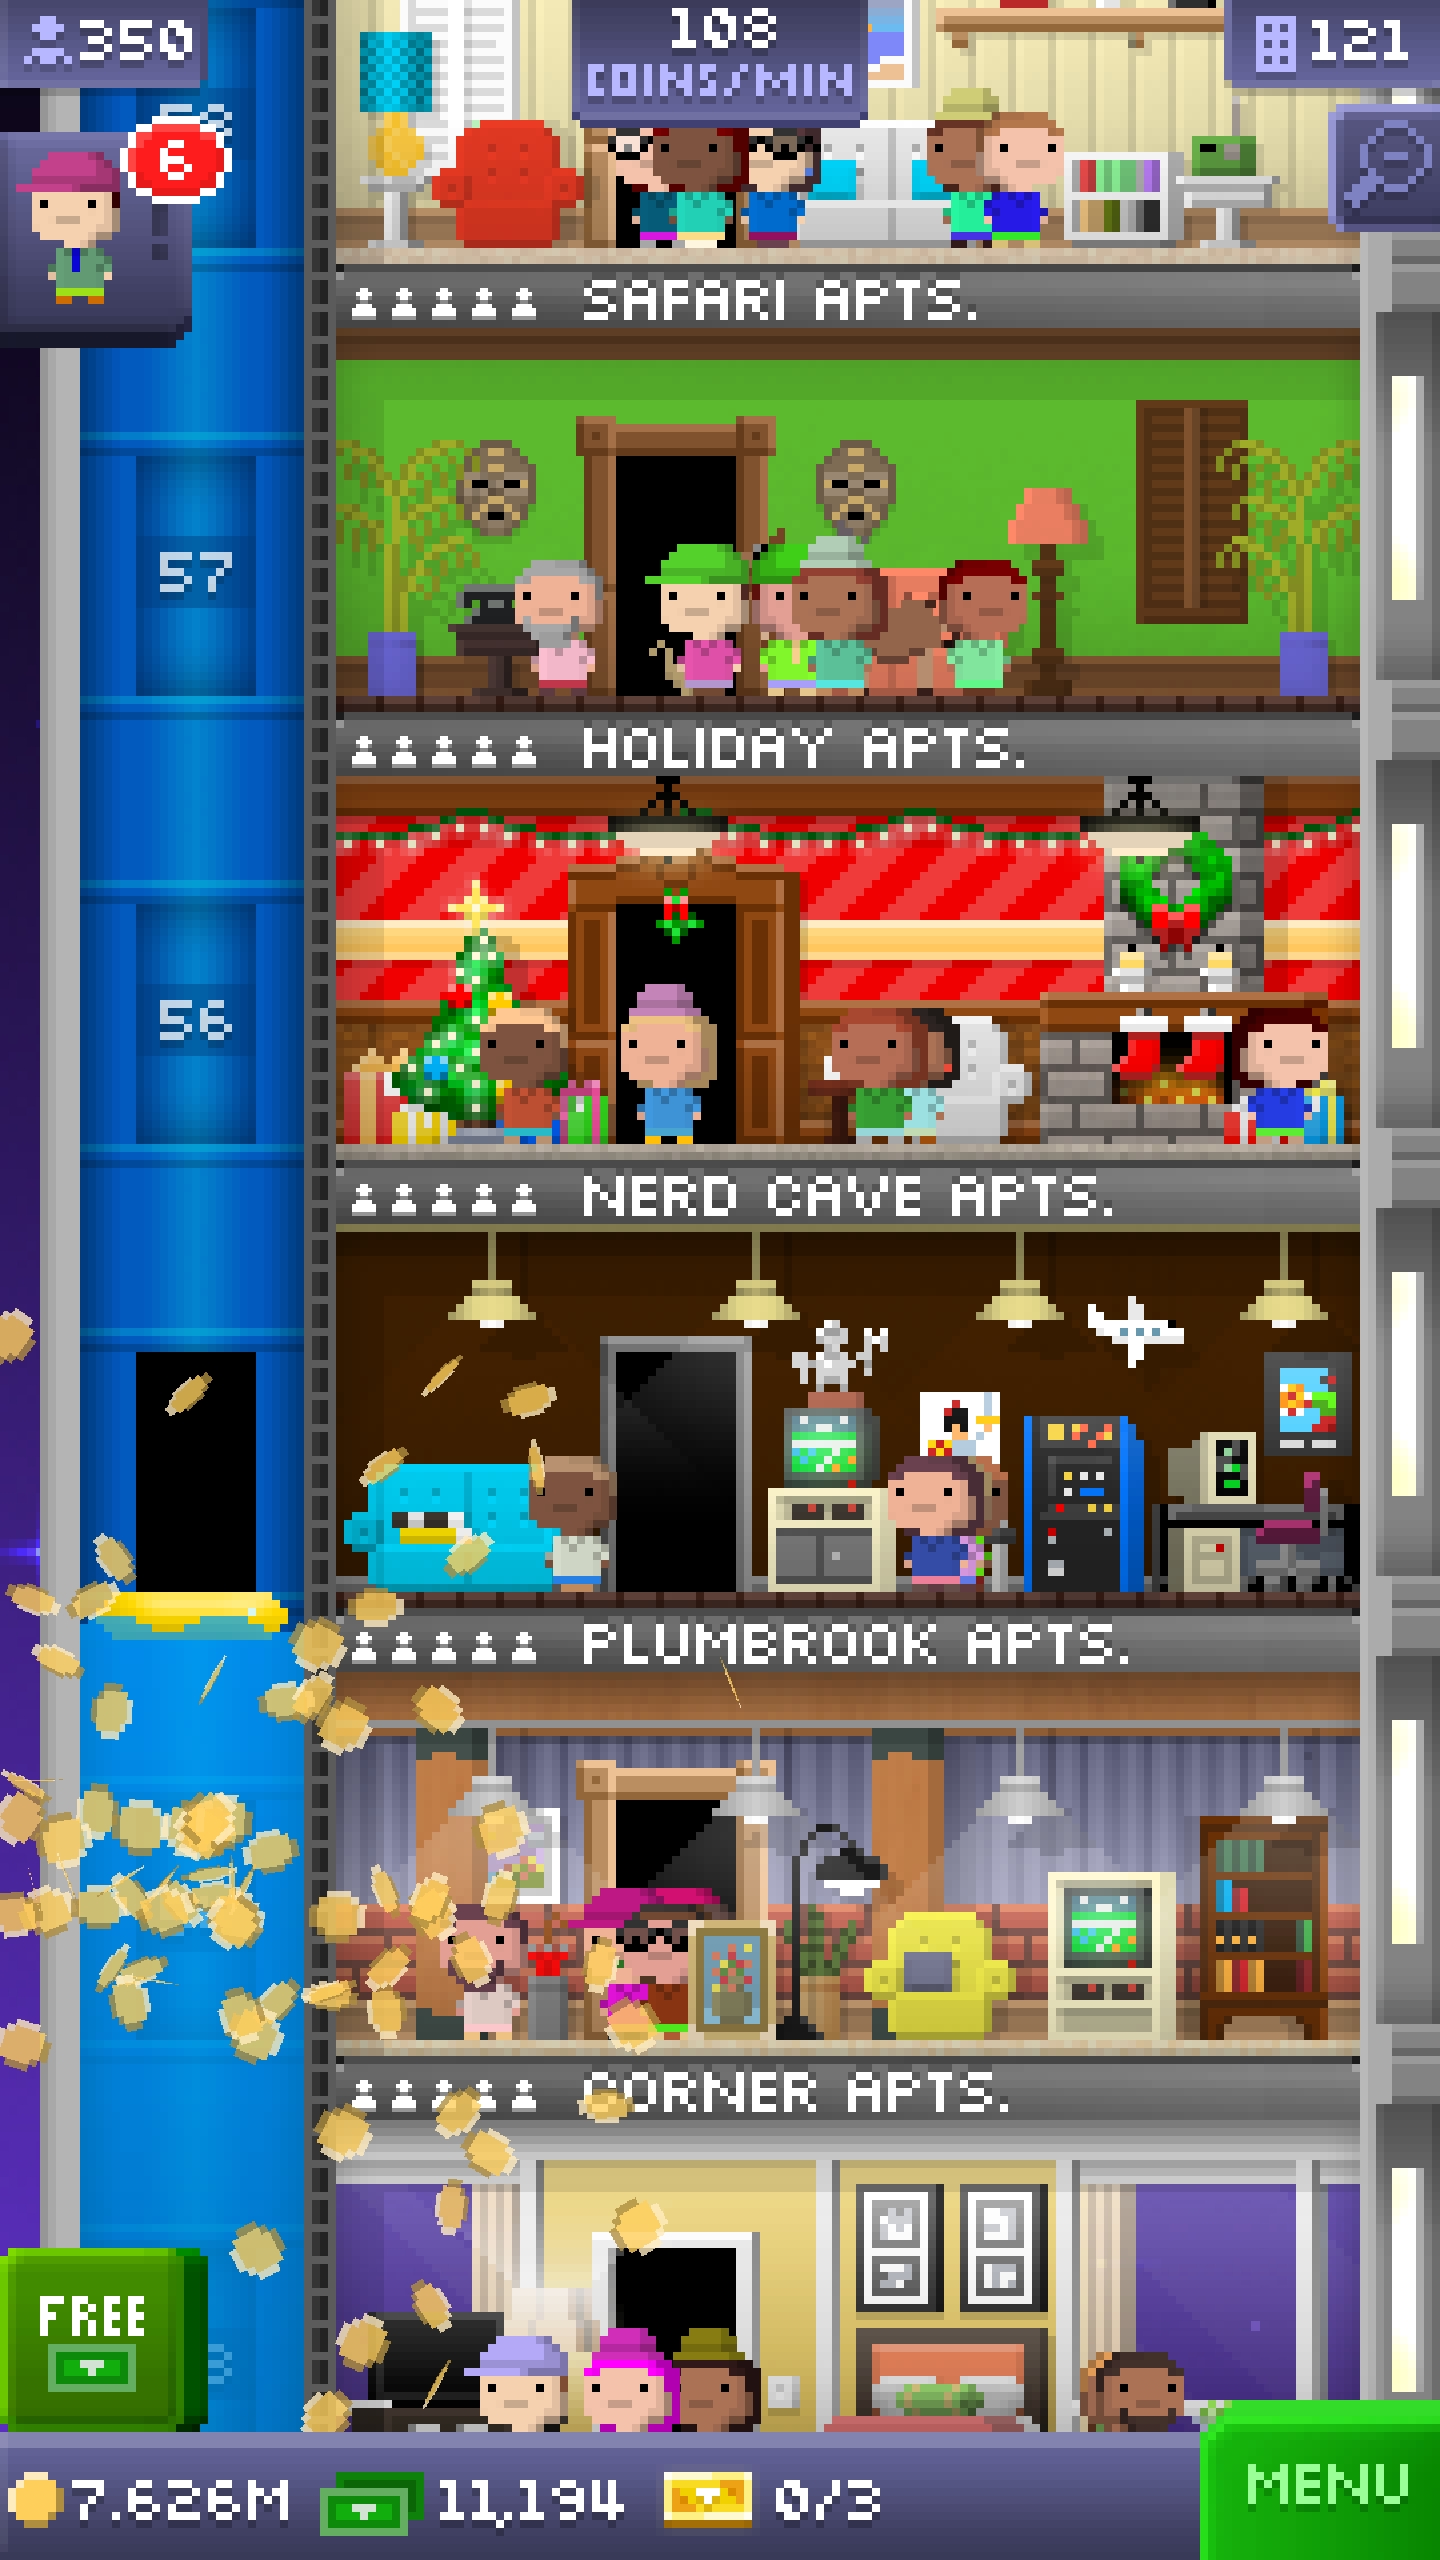 350
108
COINS/MIN
121
58
6
SAFARI APTS.
57
HOLIDAY APTS.
56
NERD CAVE APTS.
PLUMBROOK APTS.
CORNER APTS.
FREE
7.626M
11,194
0/3
MENU